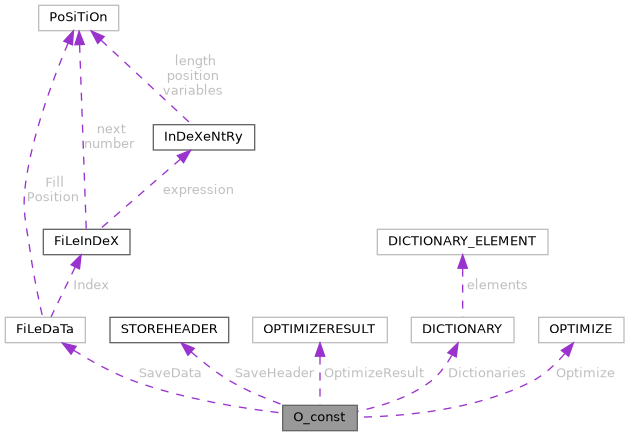 PoSiTiOn
length
position
variables
next
number
InDeXeNtRy
Fill
Position
expression
FiLeInDeX
DICTIONARY_ELEMENT
Index
elements
FiLeDaTa
STOREHEADER
OPTIMIZERESULT
DICTIONARY
OPTIMIZE
SaveData
SaveHeader
OptimizeResult
Dictionaries
Optimize
O_const